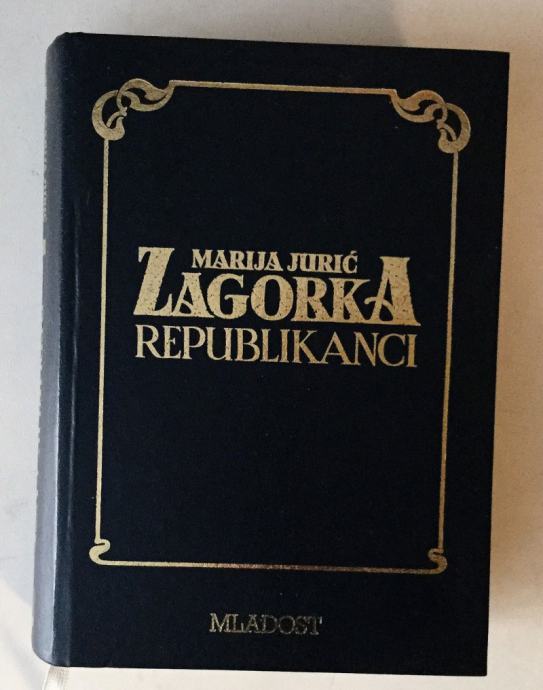 MARIJA JURIĆ
ZAGORKA
REPUBLIKANCI
MLADOST